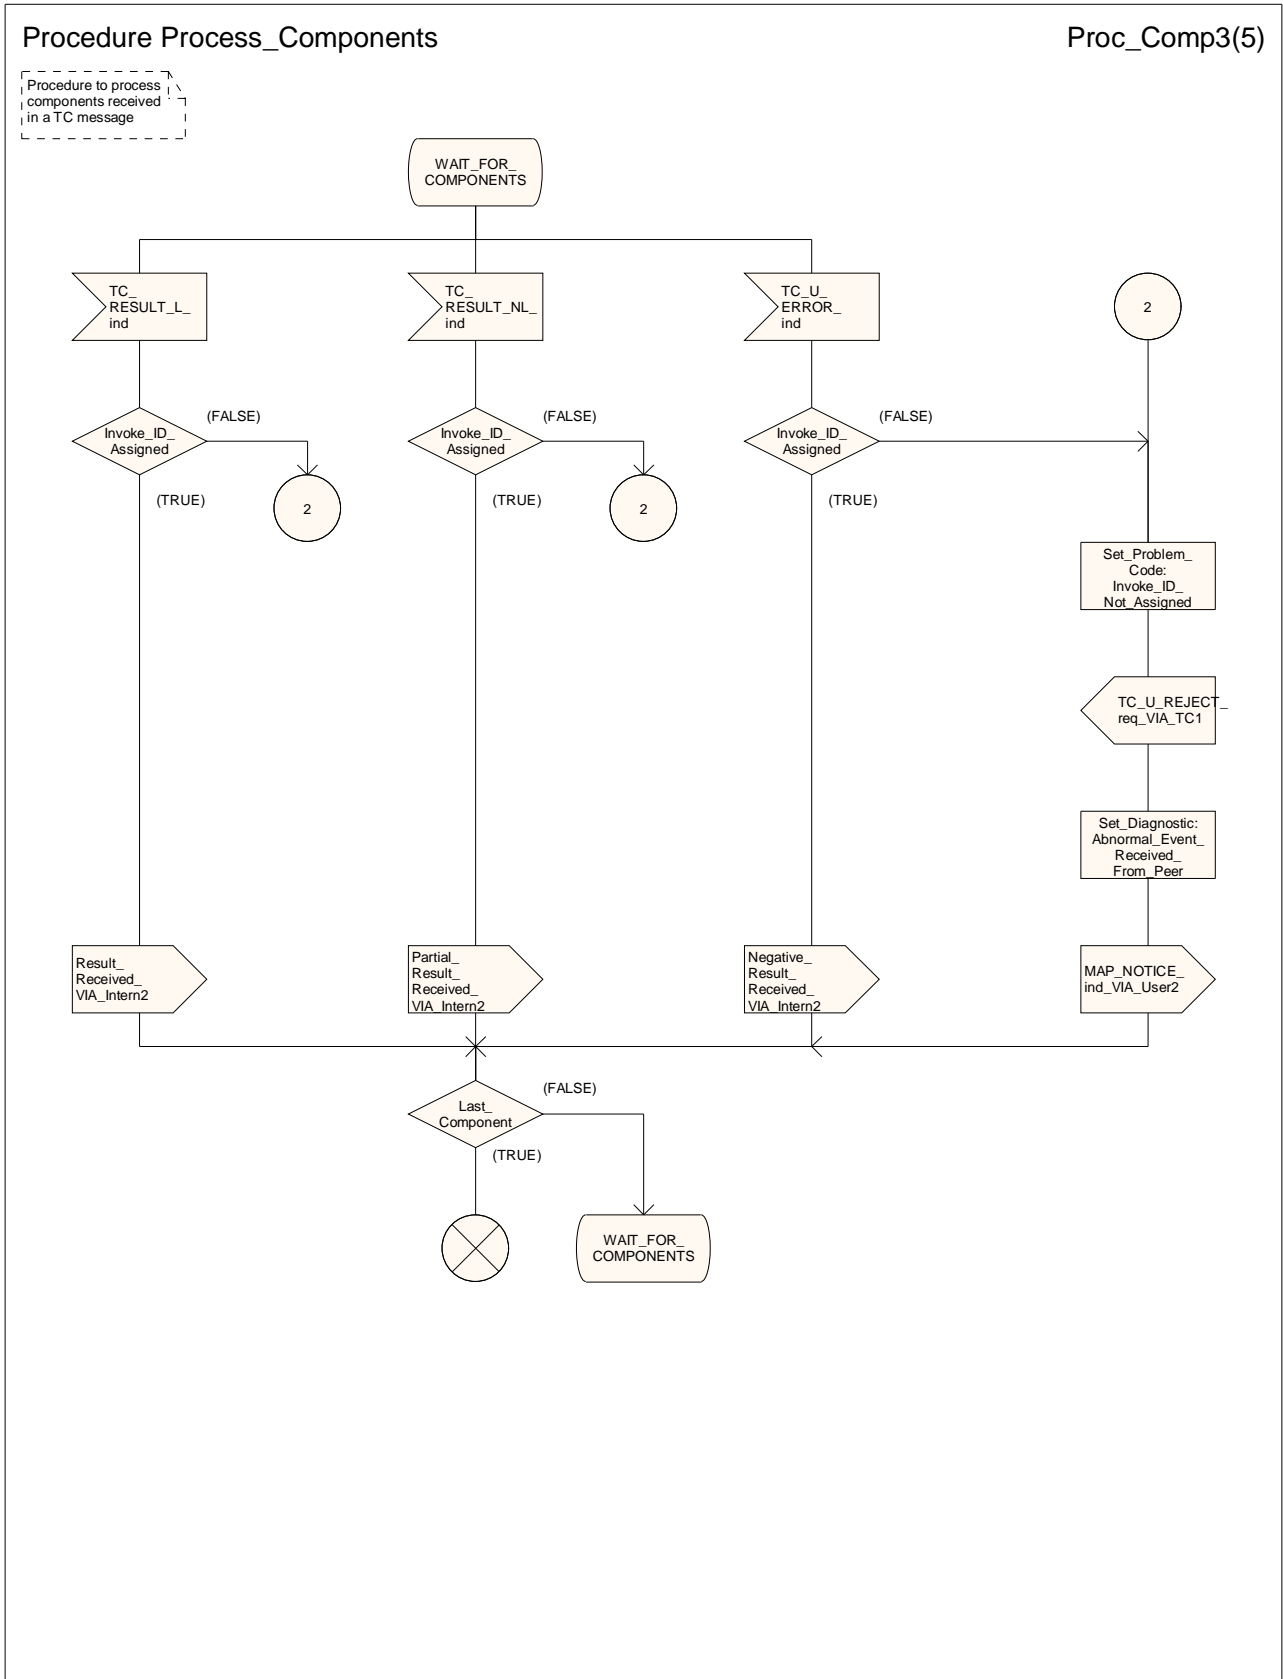 Procedure Process_Components
Proc_Comp3(5)
Procedure to process
components received
in a TC message
WAIT_FOR_
COMPONENTS
TC_
RESULT_L_
ind
TC_
RESULT_NL_
ind
TC_U_
ERROR_
ind
2
Invoke_ID_
Assigned
(FALSE)
(TRUE)
2
Invoke_ID_
Assigned
(FALSE)
(TRUE)
2
Invoke_ID_
Assigned
(FALSE)
(TRUE)
Set_Problem_
Code:
Invoke_ID_
Not_Assigned
TC_U_REJECT_
req_VIA_TC1
Set_Diagnostic:
Abnormal_Event_
Received_
From_Peer
Result_
Received_
VIA_Intern2
Partial_
Result_
Received_
VIA_Intern2
Negative_
Result_
Received_
VIA_Intern2
MAP_NOTICE_
ind_VIA_User2
Last_
Component
(FALSE)
(TRUE)
WAIT_FOR_
COMPONENTS